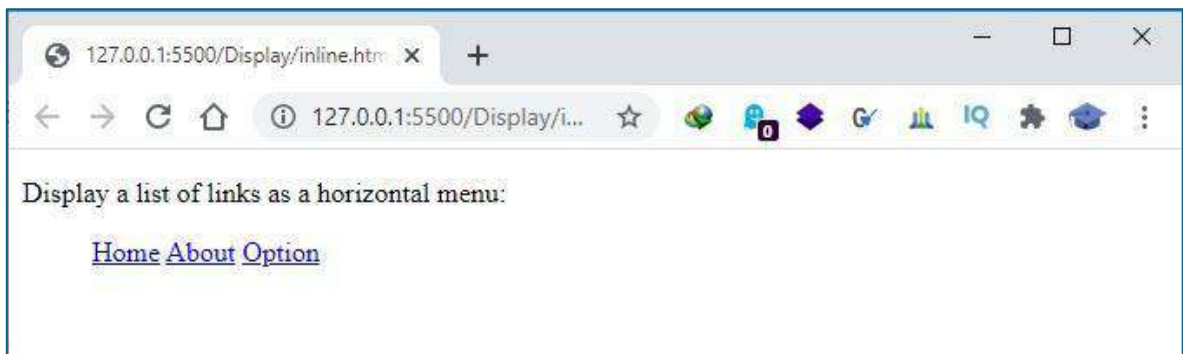 127.0.0.1:5500/Display/inline.htm
127.0.0.1:5500/Display/i...
0
G
IQ
Display a list of links as a horizontal menu:
Home About Option